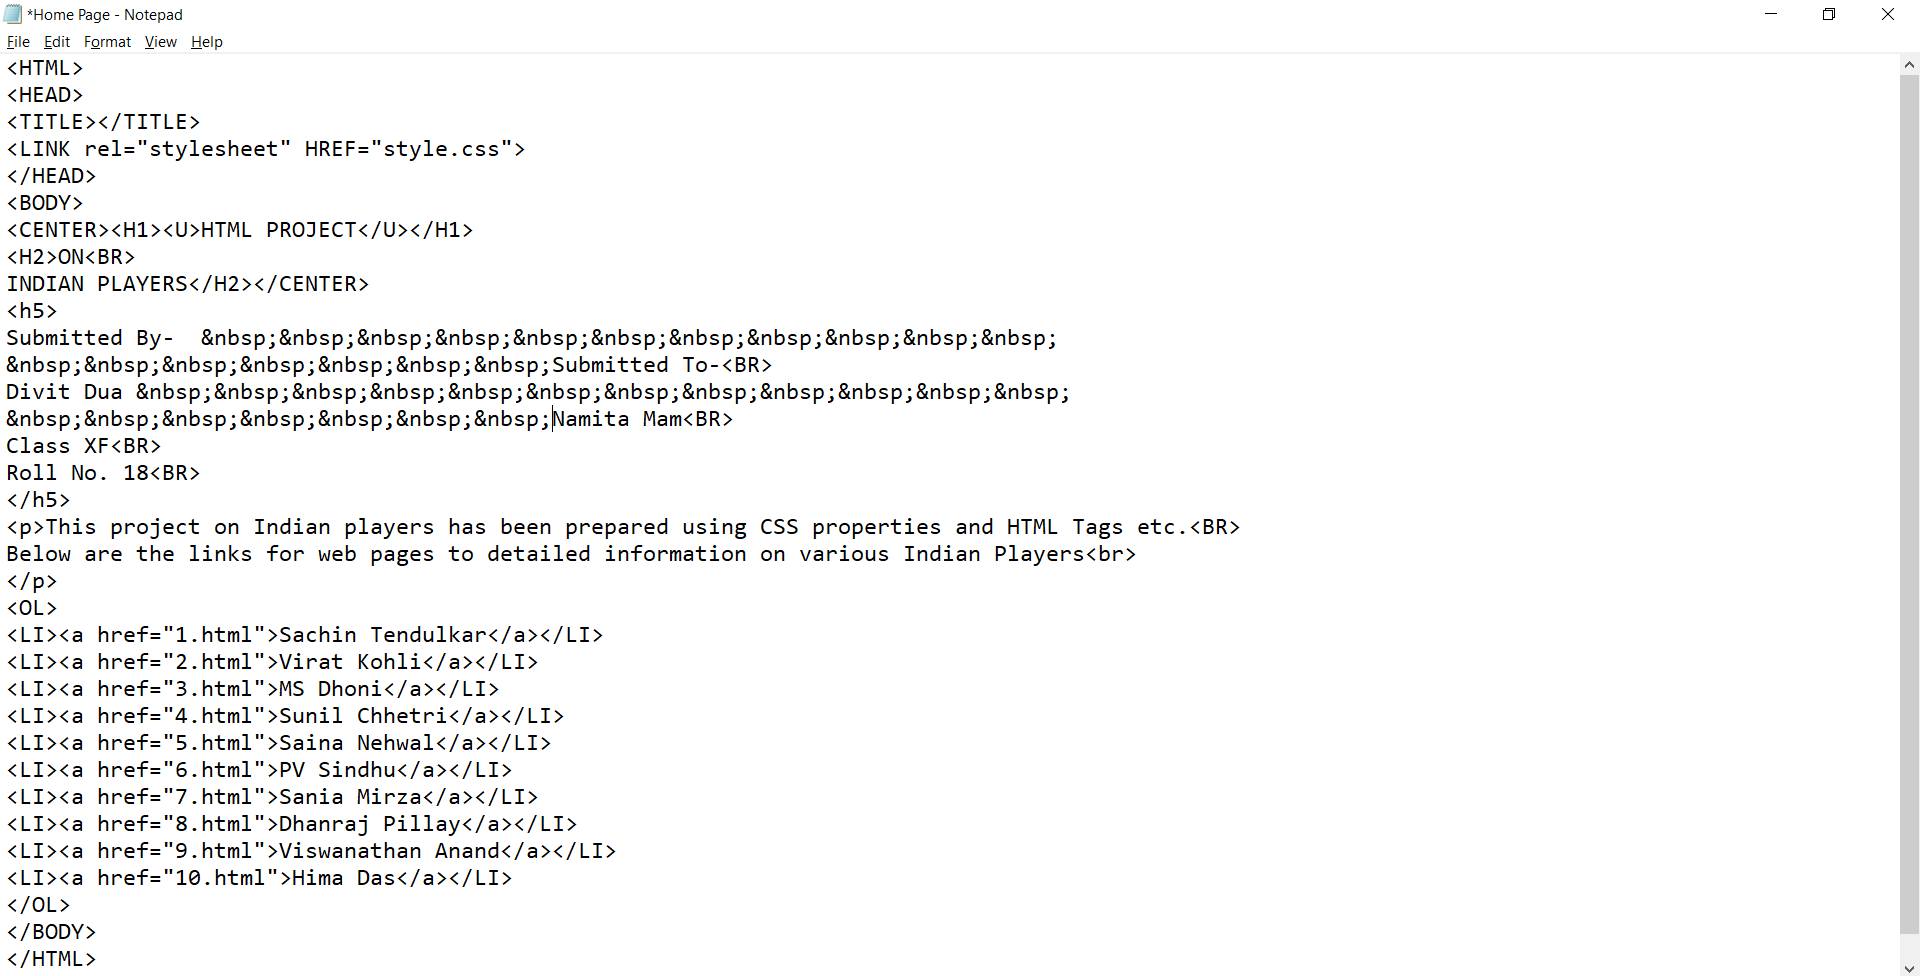 *Home Page - Notepad
File Edit Format View Help
<HTML>
<HEAD>
<TITLE></TITLE>
<LINK rel="stylesheet" HREF="style.css">
</HEAD>
<BODY>
<CENTER><H1><U>HTML PROJECT</U></H1>
<H2>ON<BR>
INDIAN PLAYERS</H2></CENTER>
<h5>
Submitted By-  &nbsp;&nbsp;&nbsp;&nbsp;&nbsp;&nbsp;&nbsp;&nbsp;&nbsp;&nbsp;&nbsp;
&nbsp;&nbsp;&nbsp;&nbsp;&nbsp;&nbsp;&nbsp;Submitted To-<BR>
Divit Dua &nbsp;&nbsp;&nbsp;&nbsp;&nbsp;&nbsp;&nbsp;&nbsp;&nbsp;&nbsp;&nbsp;&nbsp;
&nbsp;&nbsp;&nbsp;&nbsp;&nbsp;&nbsp;&nbsp;Namita Mam<BR>
Class XF<BR>
Roll No. 18<BR>
</h5>
<p>This project on Indian players has been prepared using CSS properties and HTML Tags etc.<BR>
Below are the links for web pages to detailed information on various Indian Players<br>
</p>
<OL>
<LI><a href="1.html">Sachin Tendulkar</a></LI>
<LI><a href="2.html">Virat Kohli</a></LI>
<LI><a href="3.html">MS Dhoni</a></LI>
<LI><a href="4.html">Sunil Chhetri</a></LI>
<LI><a href="5.html">Saina Nehwal</a></LI>
<LI><a href="6.html">PV Sindhu</a></LI>
<LI><a href="7.html">Sania Mirza</a></LI>
<LI><a href="8.html">Dhanraj Pillay</a></LI>
<LI><a href="9.html">Viswanathan Anand</a></LI>
<LI><a href="10.html">Hima Das</a></LI>
</OL>
</BODY>
</HTML>